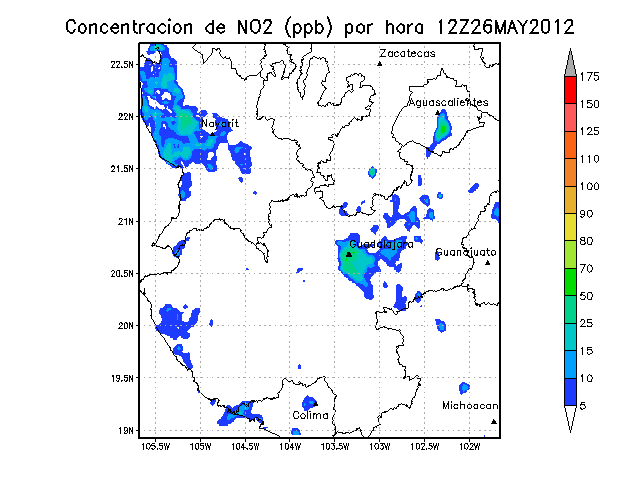 Concentracion de NO2 (ppb) por hora 12Z26MAY2012
22.5N
22N
21.5N
21N
20.5N
20N
19.5N
19N
105.5W
105W
104.5W
104W
103.5W
103W
102.5W
102W
Zacatecas
Aguascalientes
Nayarit
Guadalajara
Guanajuato
Colima
Michoacan
175
150
125
110
100
90
80
70
50
25
15
10
5